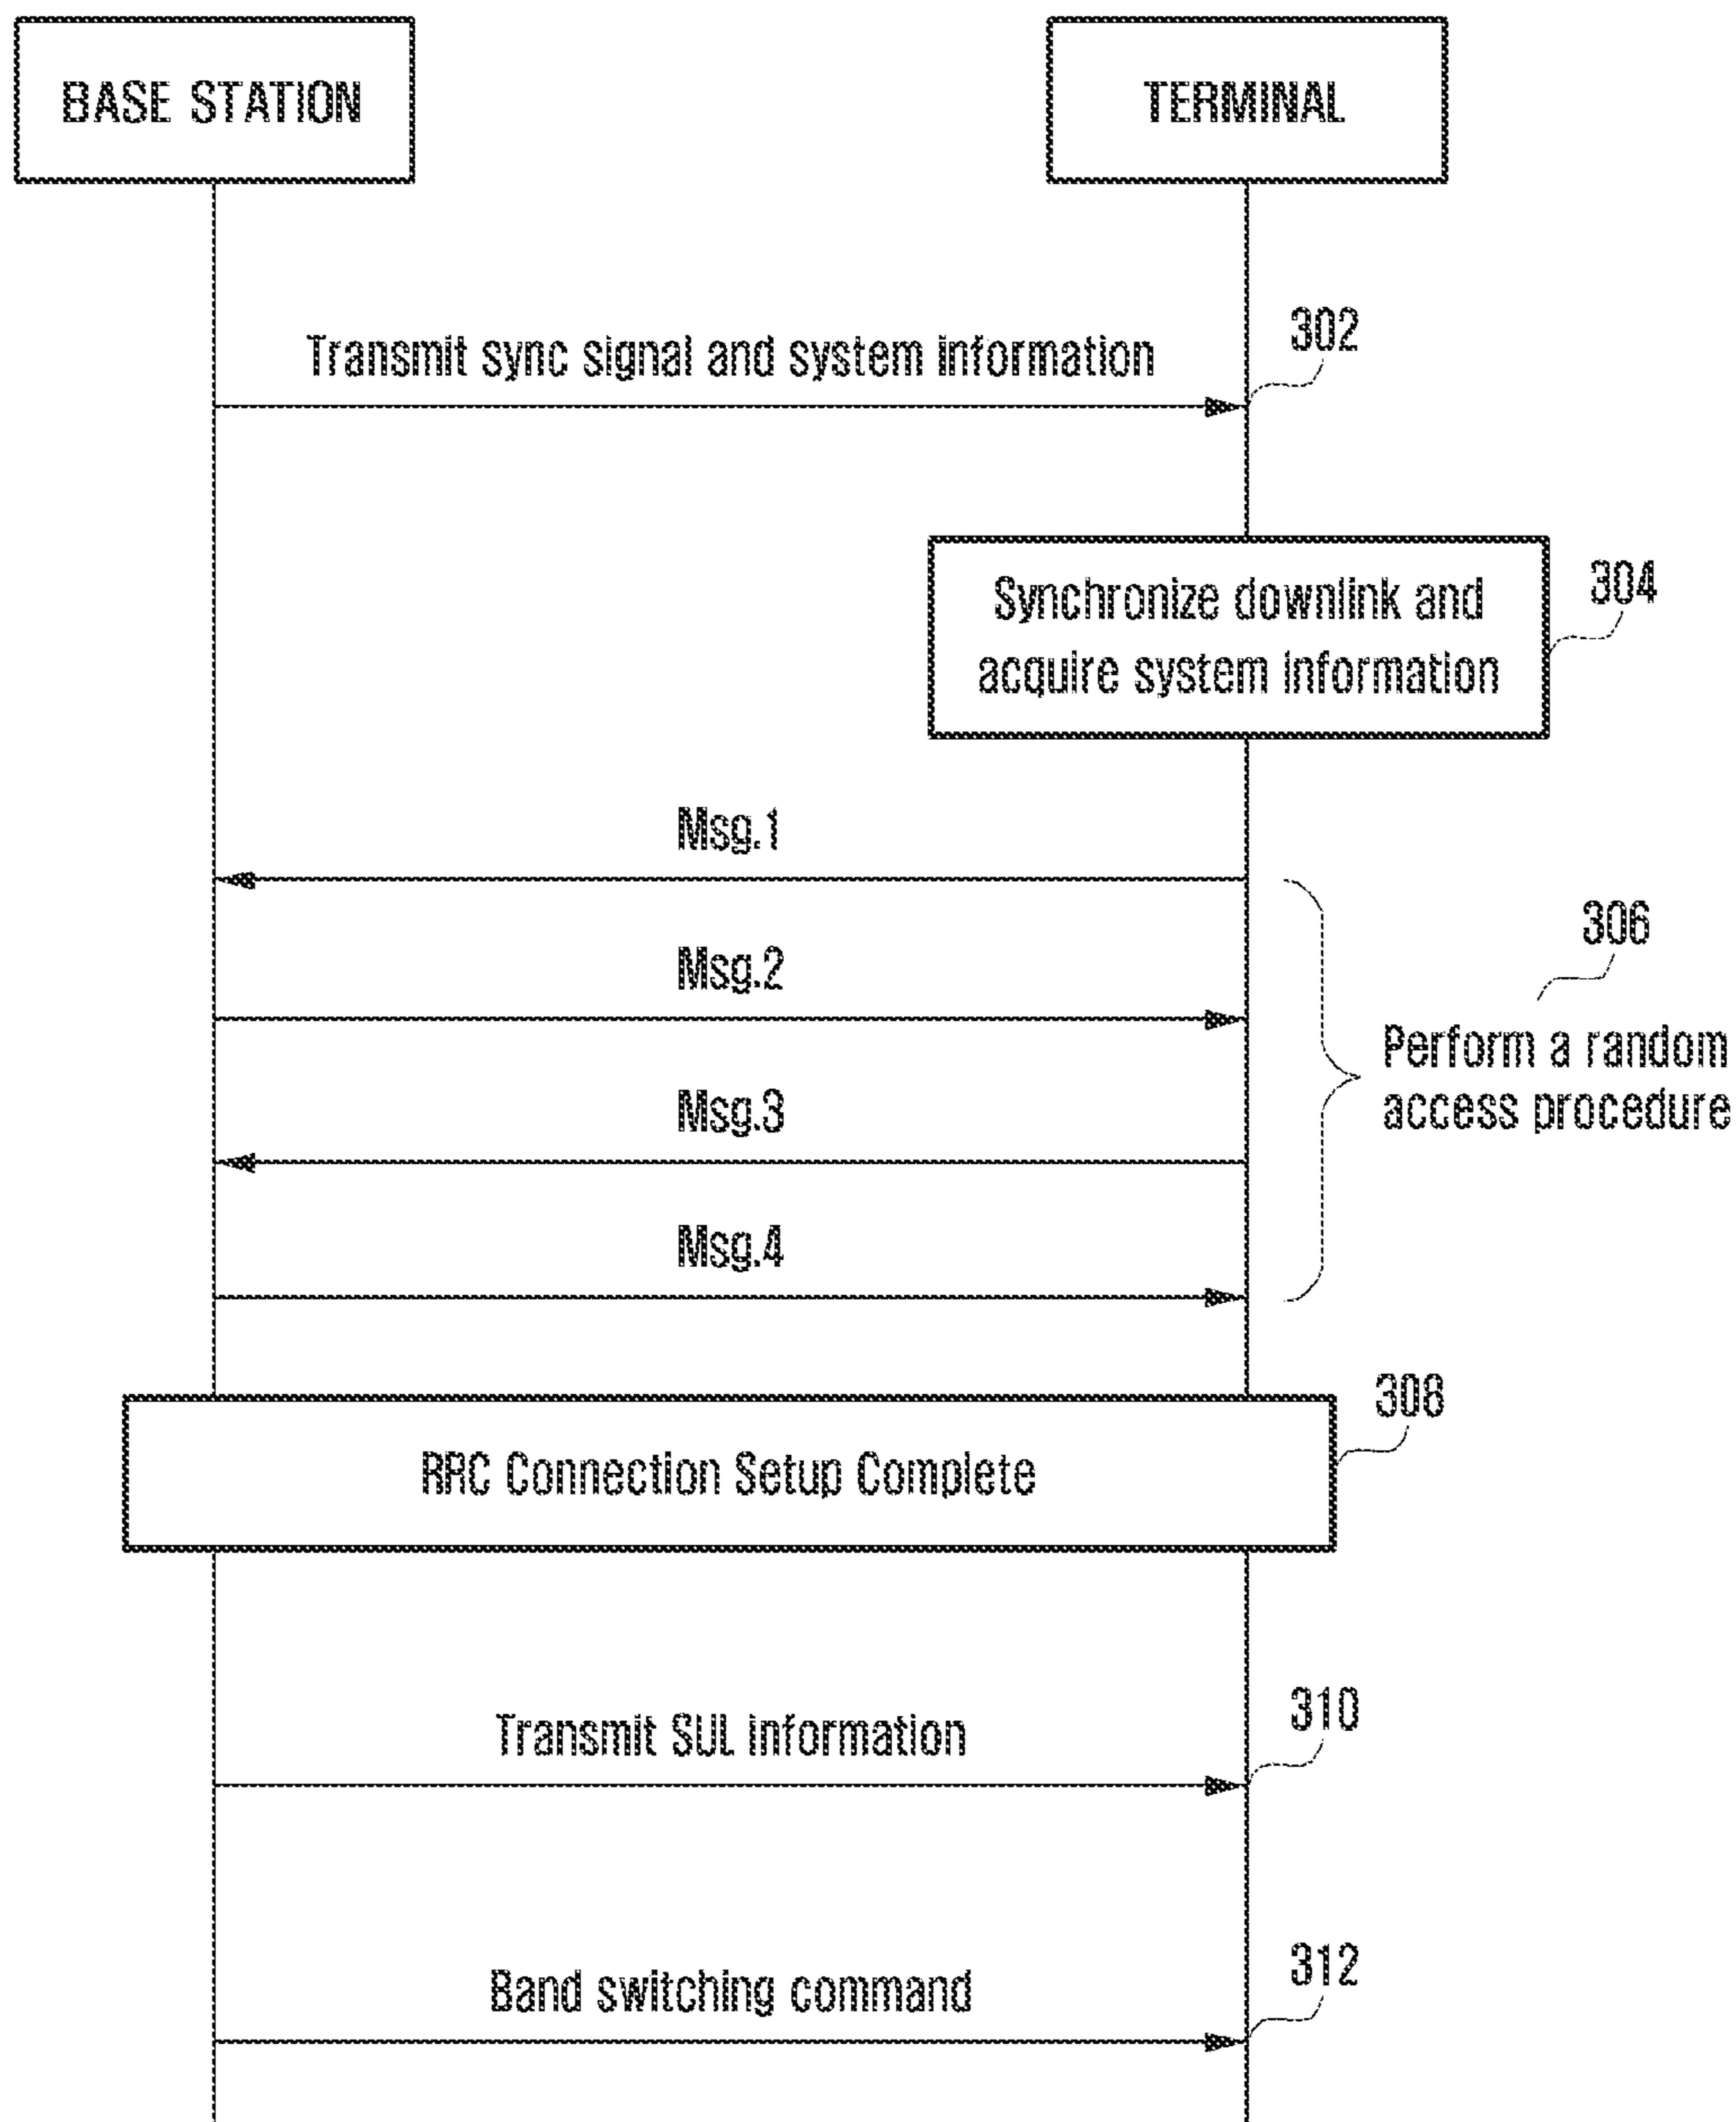 BASE STATION
TERMINAL
302
Transmit sync signal and system information
304
Synchronize downlink and
acquire system information
Msg.1
306
Msg.2
Perform a random
access procedure
Msg.3
Msg.4
308
RRC Connection Setup Complete
310
Transmit SUL information
312
Band switching command